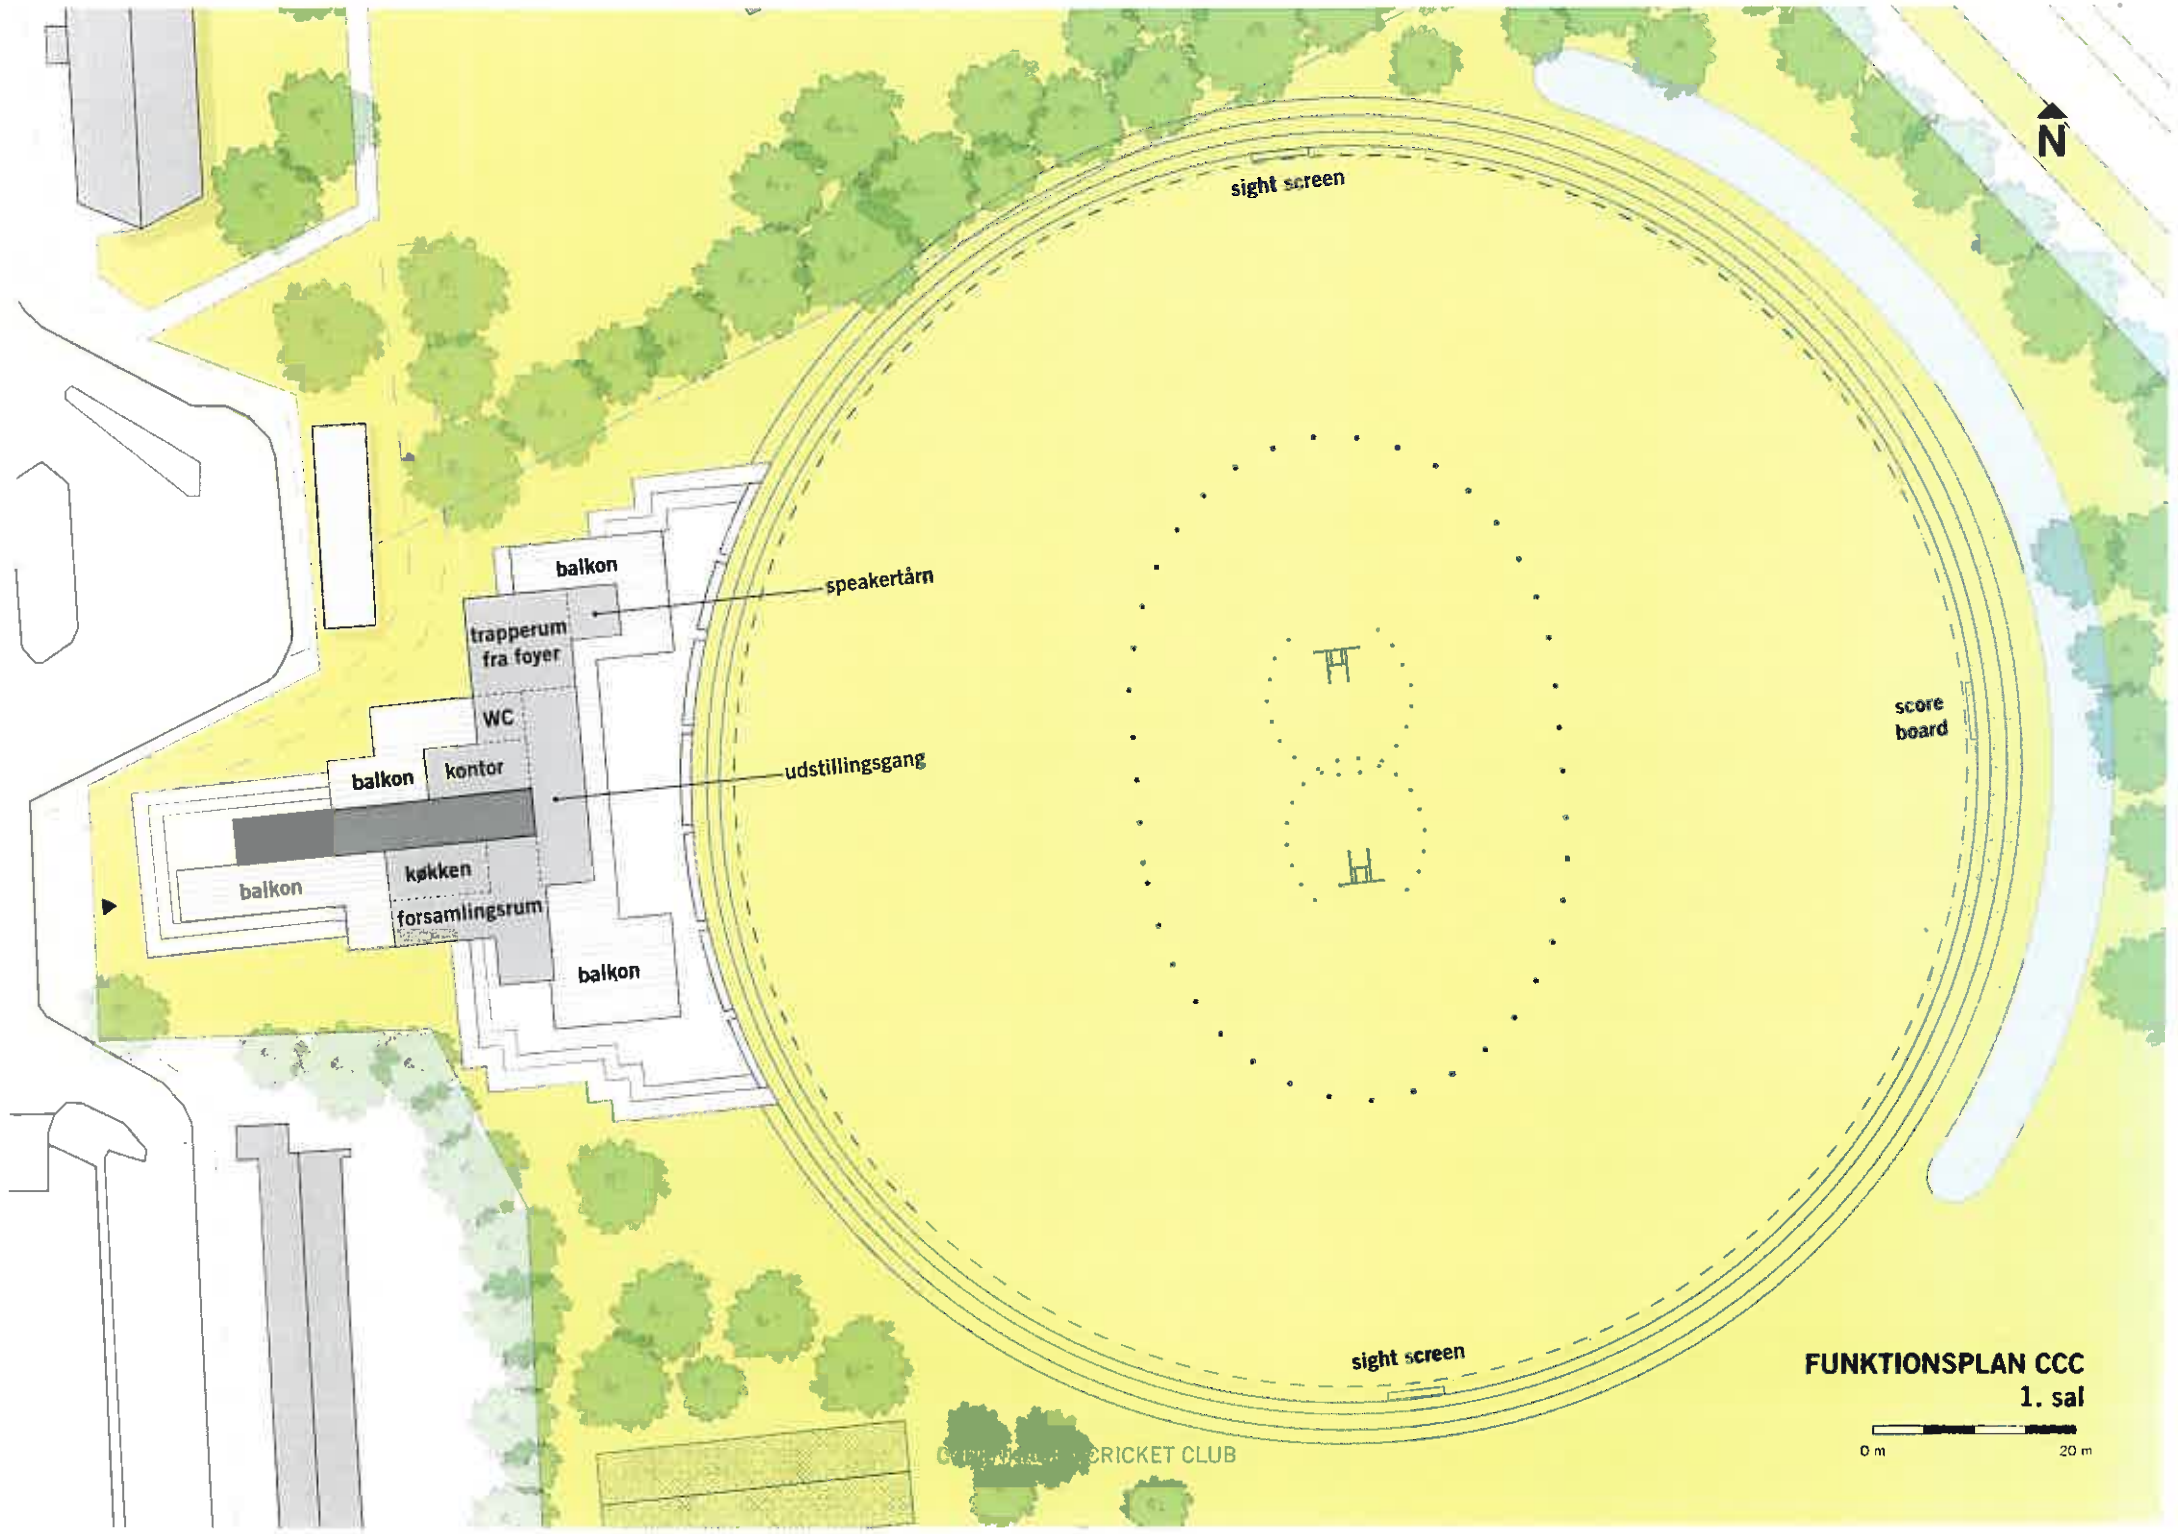 N
sight screen
balkon
speakertårn
trapperum
fra foyer
WC
score
board
balkon
kontor
udstillingsgang
køkken
balkon
forsamlingsrum
balkon
sight screen
FUNKTIONSPLAN CCC
1. sal
0 m 20 m
CRICKET CLUB